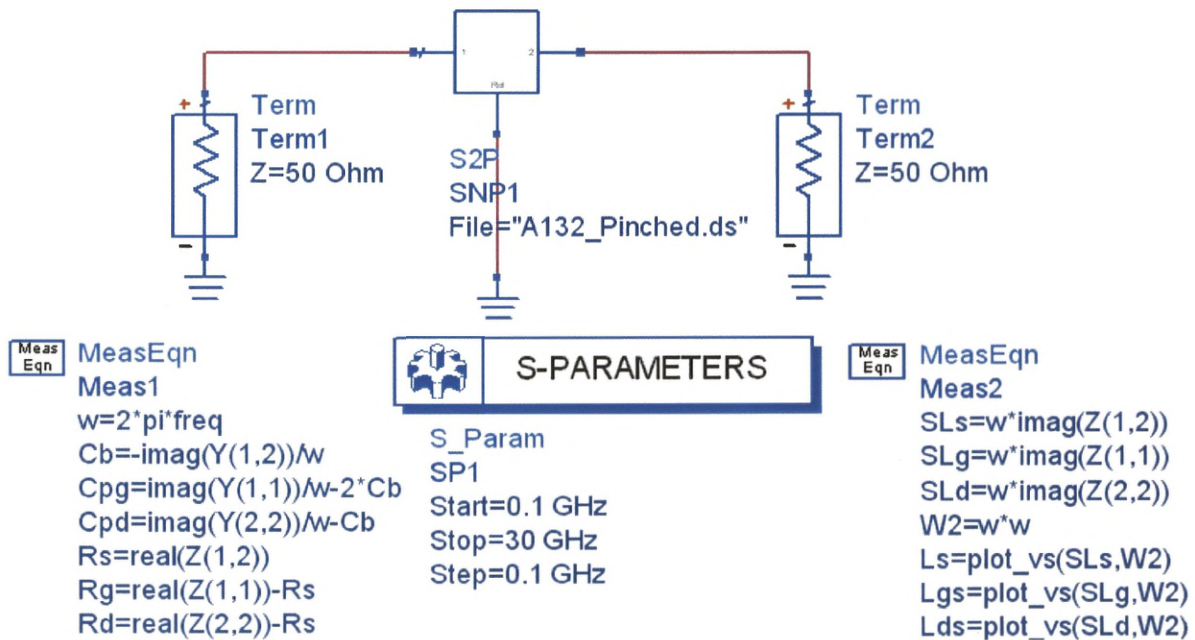 1
2
Ref
+
Term
Term1
Z=50 Ohm
-
S2P
SNP1
File="A132_Pinched.ds"
+
Term
Term2
Z=50 Ohm
-
Meas
Eqn
MeasEqn
Meas1
w=2*pi*freq
Cb=-imag(Y(1,2))/w
Cpg=imag(Y(1,1))/w-2*Cb
Cpd=imag(Y(2,2))/w-Cb
Rs=real(Z(1,2))
Rg=real(Z(1,1))-Rs
Rd=real(Z(2,2))-Rs
S-PARAMETERS
S_Param
SP1
Start=0.1 GHz
Stop=30 GHz
Step=0.1 GHz
Meas
Eqn
MeasEqn
Meas2
SLs=w*imag(Z(1,2))
SLg=w*imag(Z(1,1))
SLd=w*imag(Z(2,2))
W2=w*w
Ls=plot_vs(SLs,W2)
Lgs=plot_vs(SLg,W2)
Lds=plot_vs(SLd,W2)